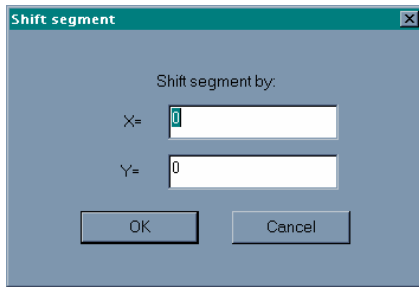 Shift segment
Shift segment by:
X= 0
Y= 0
OK Cancel